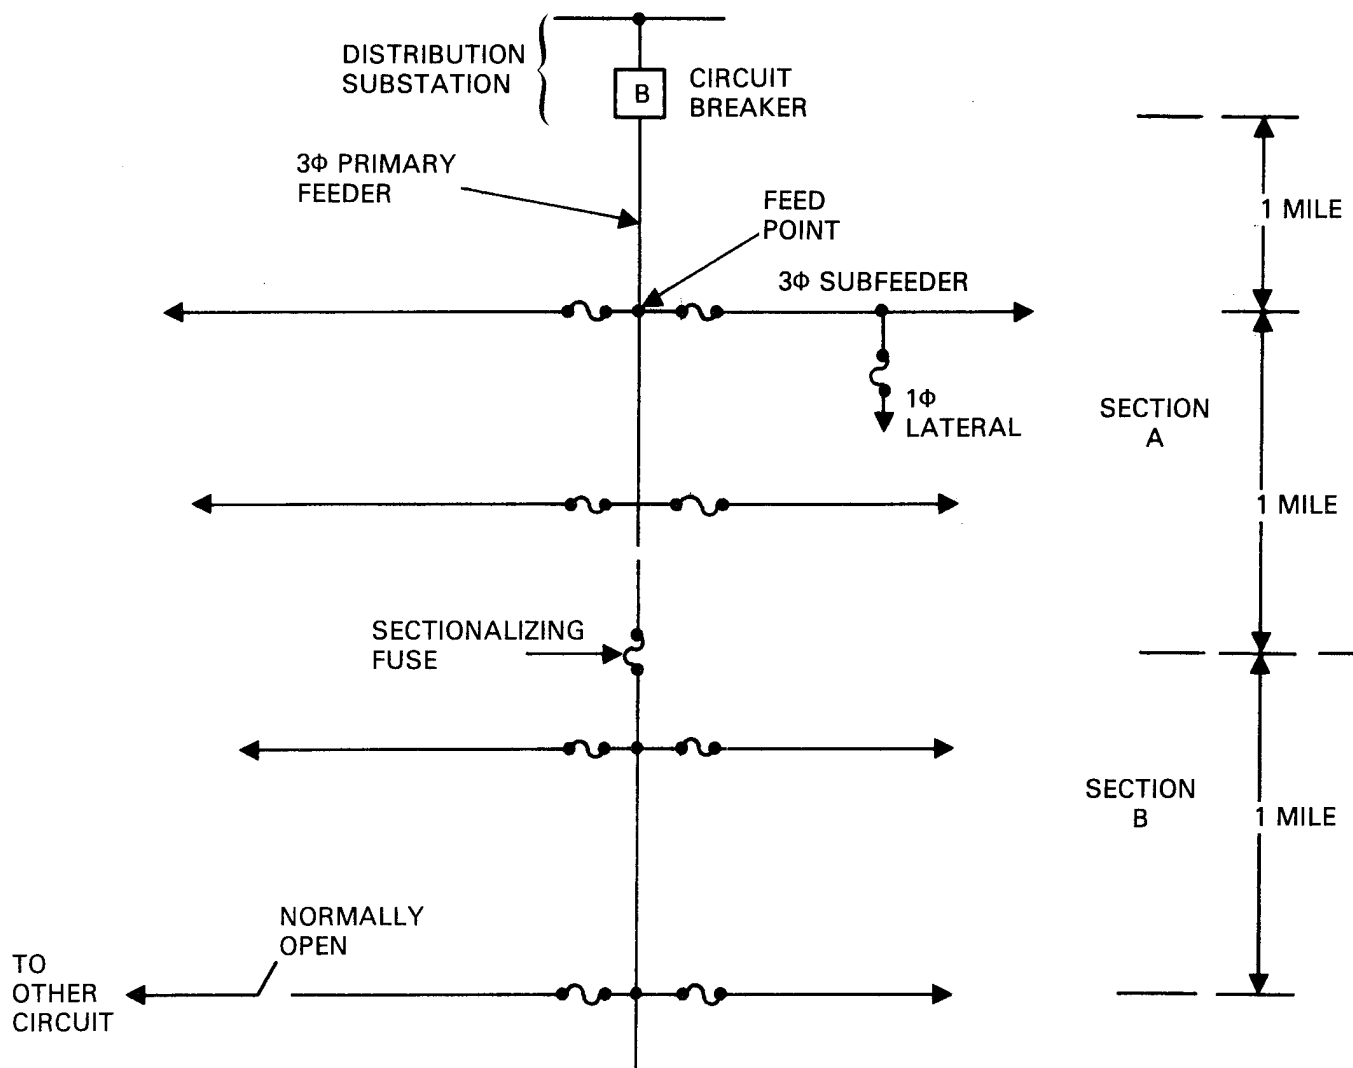 DISTRIBUTION
SUBSTATION
B
CIRCUIT
BREAKER
3Φ PRIMARY
FEEDER
FEED
POINT
1 MILE
3Φ SUBFEEDER
1Φ
LATERAL
SECTION
A
1 MILE
SECTIONALIZING
FUSE
SECTION
B
1 MILE
NORMALLY
OPEN
TO
OTHER
CIRCUIT